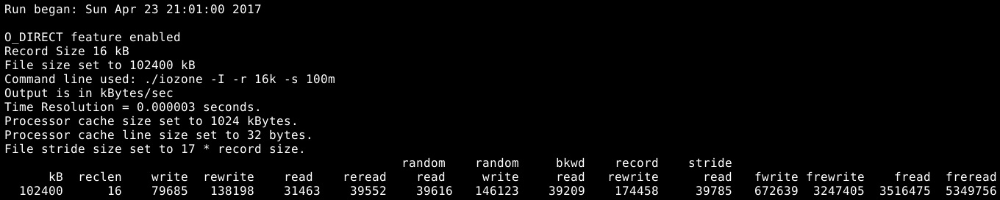 Run began: Sun Apr 23 21:01:00 2017

O_DIRECT feature enabled
Record Size 16 kB
File size set to 102400 kB
Command line used: ./iozone -I -r 16k -s 100m
Output is in kBytes/sec
Time Resolution = 0.000003 seconds.
Processor cache size set to 1024 kBytes.
Processor cache line size set to 32 bytes.
File stride size set to 17 * record size.
random random bkwd record stride
kB reclen write rewrite read reread read write read rewrite read fwrite frewrite fread freread
102400 16 79685 138198 31463 39552 39616 146123 39209 174458 39785 672639 3247405 3516475 5349756